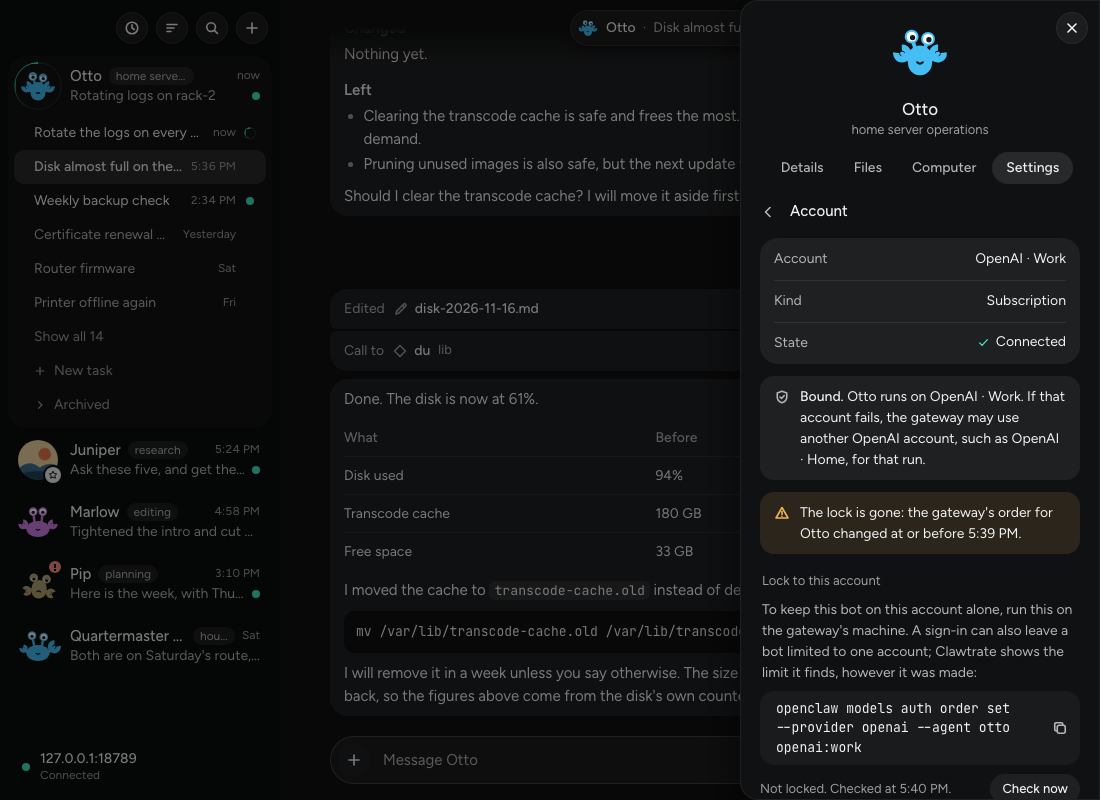 Otto
home serve...
now
Rotating logs on rack-2
Rotate the logs on every ...
now
Disk almost full on the...
5:36 PM
Weekly backup check
2:34 PM
Certificate renewal ...
Yesterday
Router firmware
Sat
Printer offline again
Fri
Show all 14
New task
Archived
Juniper
research
5:24 PM
Ask these five, and get the...
Marlow
editing
4:58 PM
Tightened the intro and cut ...
Pip
planning
3:10 PM
Here is the week, with Thu...
Quartermaster ...
hou...
Sat
Both are on Saturday's route,...
127.0.0.1:18789
Connected
Otto · Disk almost fu
Changed
Nothing yet.
Left
• Clearing the transcode cache is safe and frees the most.
demand.
• Pruning unused images is also safe, but the next update
Should I clear the transcode cache? I will move it aside first
Edited
disk-2026-11-16.md
Call to
du
lib
Done. The disk is now at 61%.
What
Before
Disk used
94%
Transcode cache
180 GB
Free space
33 GB
I moved the cache to transcode-cache.old instead of de
mv /var/lib/transcode-cache.old /var/lib/transcod
I will remove it in a week unless you say otherwise. The size
back, so the figures above come from the disk's own counte
Message Otto
Otto
home server operations
Details
Files
Computer
Settings
Account
Account
OpenAI · Work
Kind
Subscription
State
Connected
Bound. Otto runs on OpenAI · Work. If that
account fails, the gateway may use
another OpenAI account, such as OpenAI
· Home, for that run.
The lock is gone: the gateway's order for
Otto changed at or before 5:39 PM.
Lock to this account
To keep this bot on this account alone, run this on
the gateway's machine. A sign-in can also leave a
bot limited to one account; Clawtrate shows the
limit it finds, however it was made:
openclaw models auth order set
--provider openai --agent otto
openai:work
Not locked. Checked at 5:40 PM.
Check now